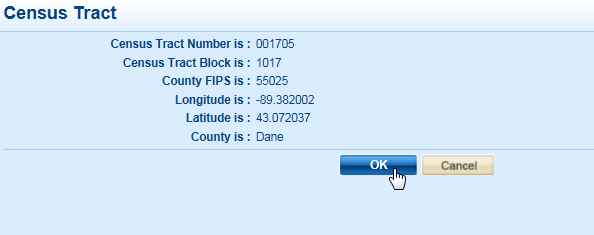 Census Tract
Census Tract Number is : 001705
Census Tract Block is : 1017
County FIPS is : 55025
Longitude is : -89.382002
Latitude is : 43.072037
County is : Dane
OK Cancel